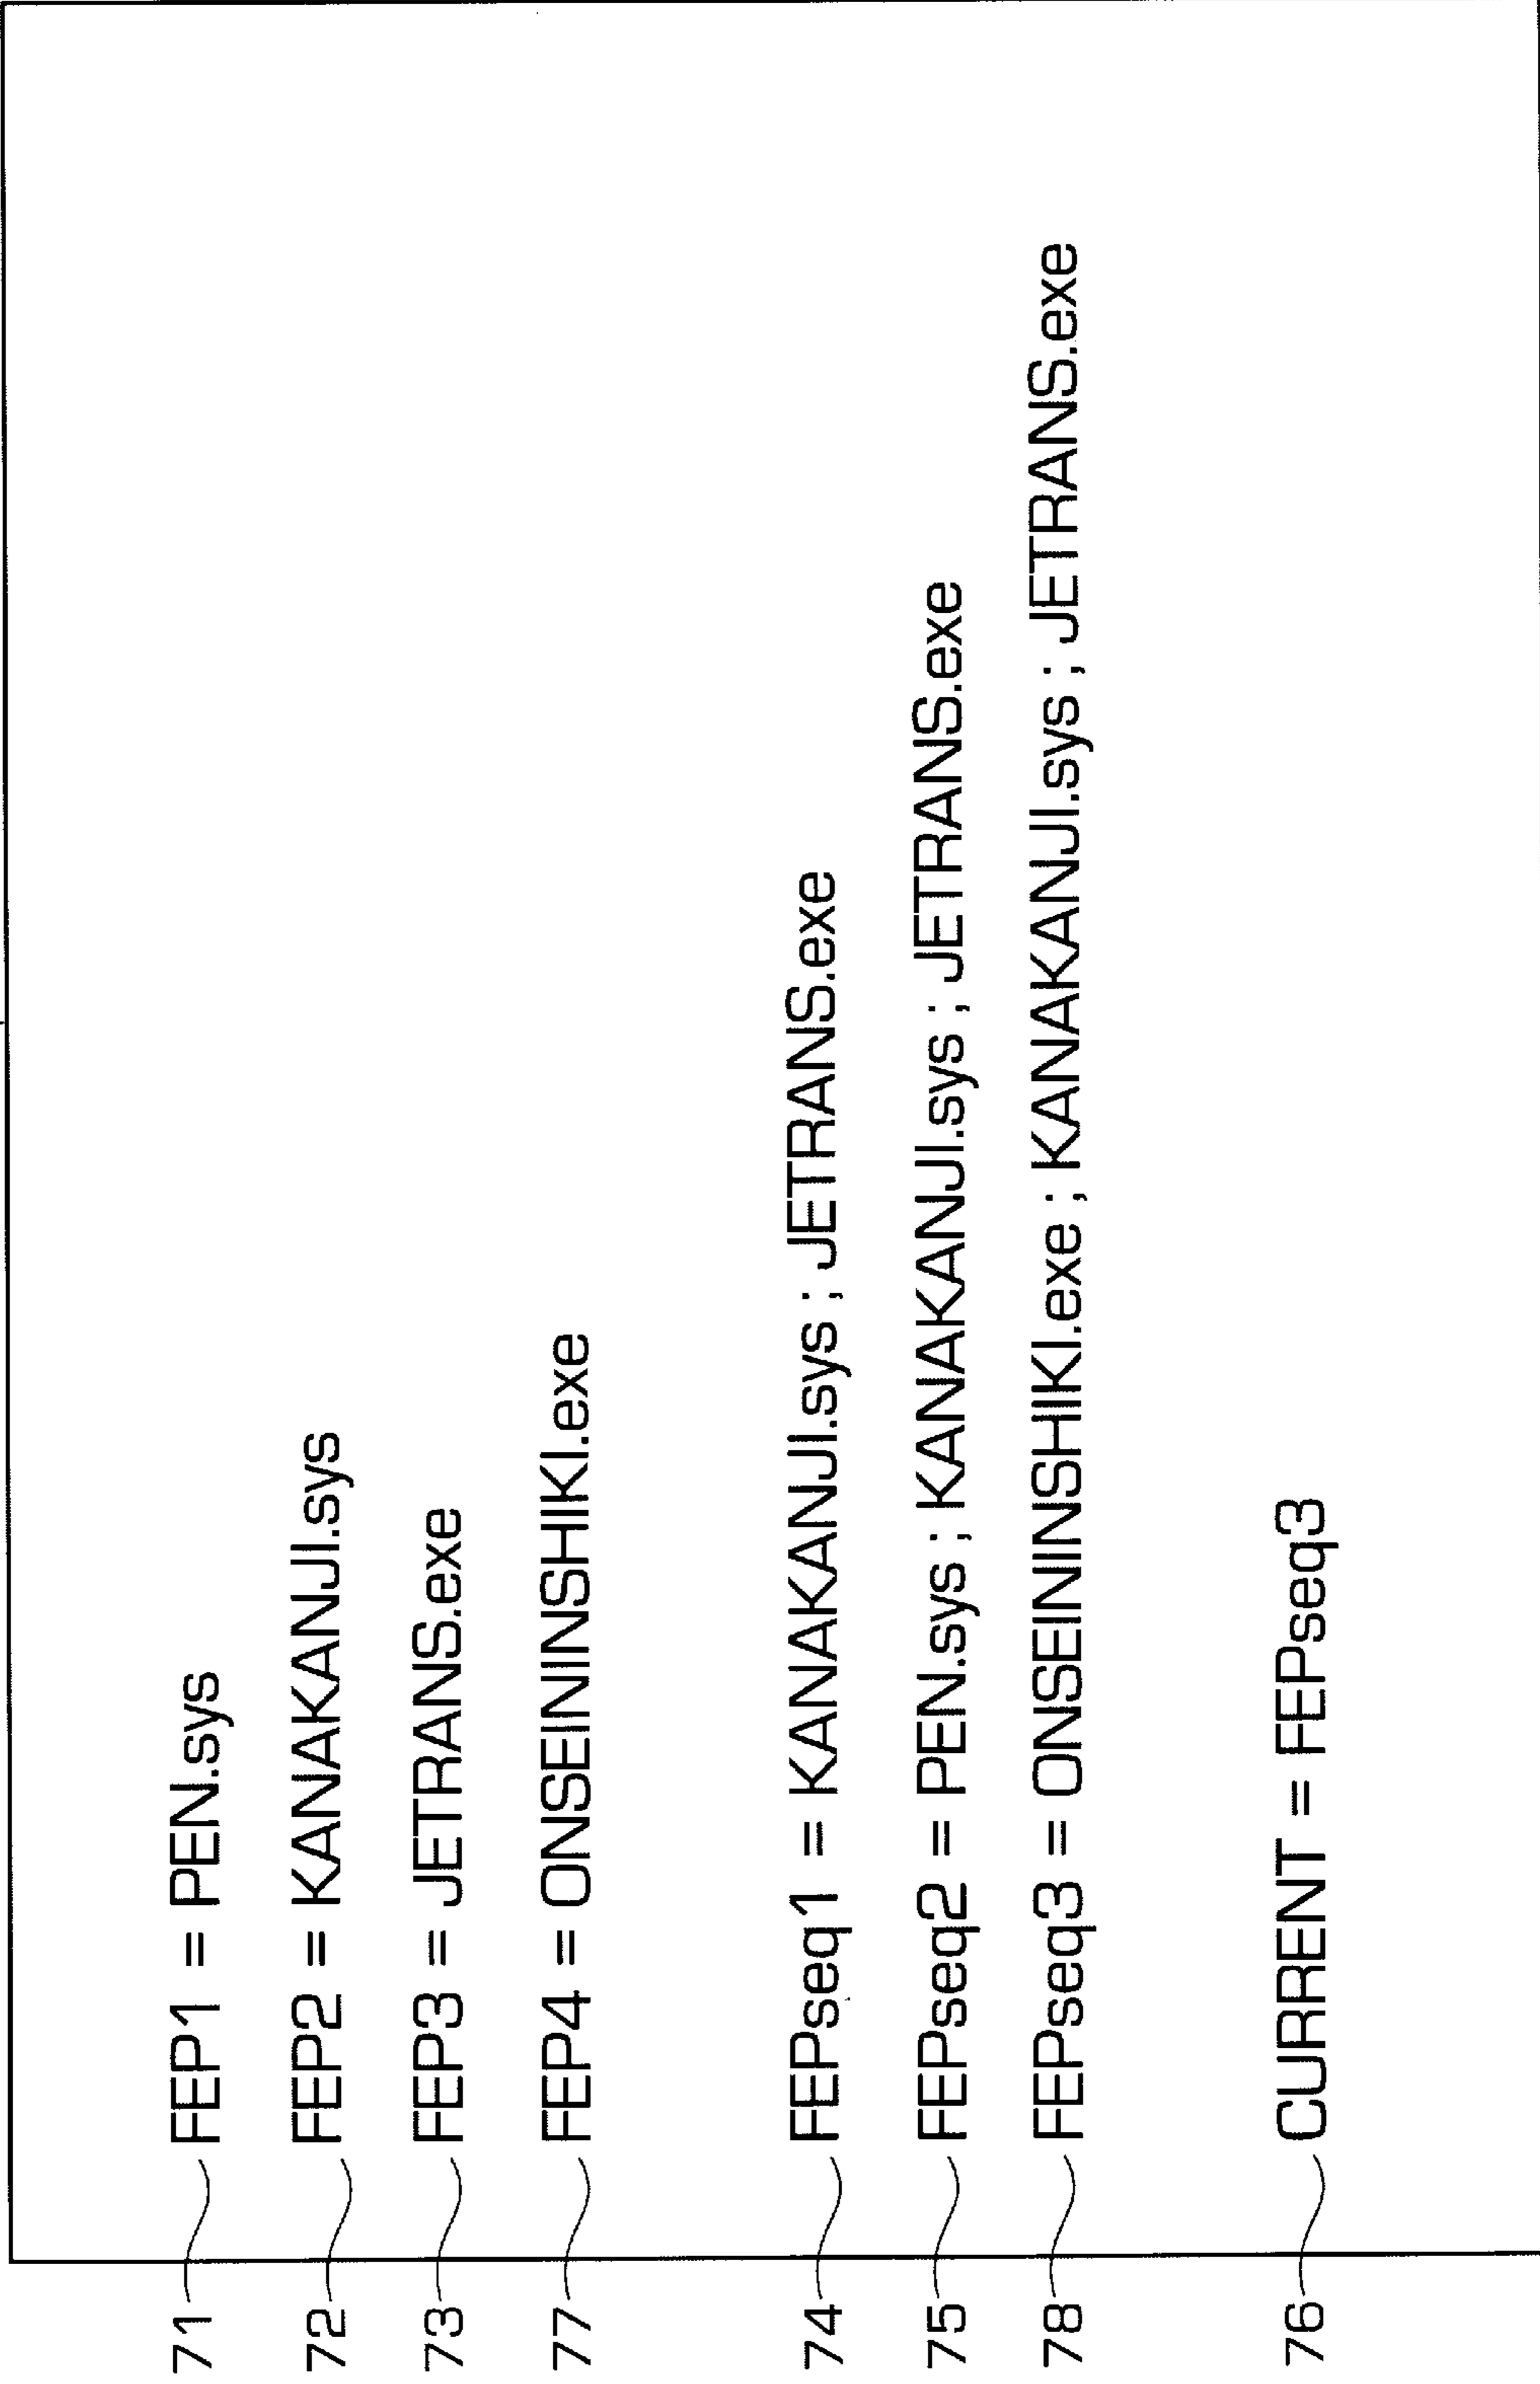 71 FEP1 = PEN.sys
72 FEP2 = KANAKANJI.sys
73 FEP3 = JETRANS.exe
77 FEP4 = ONSEININSHIKI.exe
74 FEPseq1 = KANAKANJI.sys ; JETRANS.exe
75 FEPseq2 = PEN.sys ; KANAKANJI.sys ; JETRANS.exe
78 FEPseq3 = ONSEININSHIKI.exe ; KANAKANJI.sys ; JETRANS.exe
76 CURRENT = FEPseq3